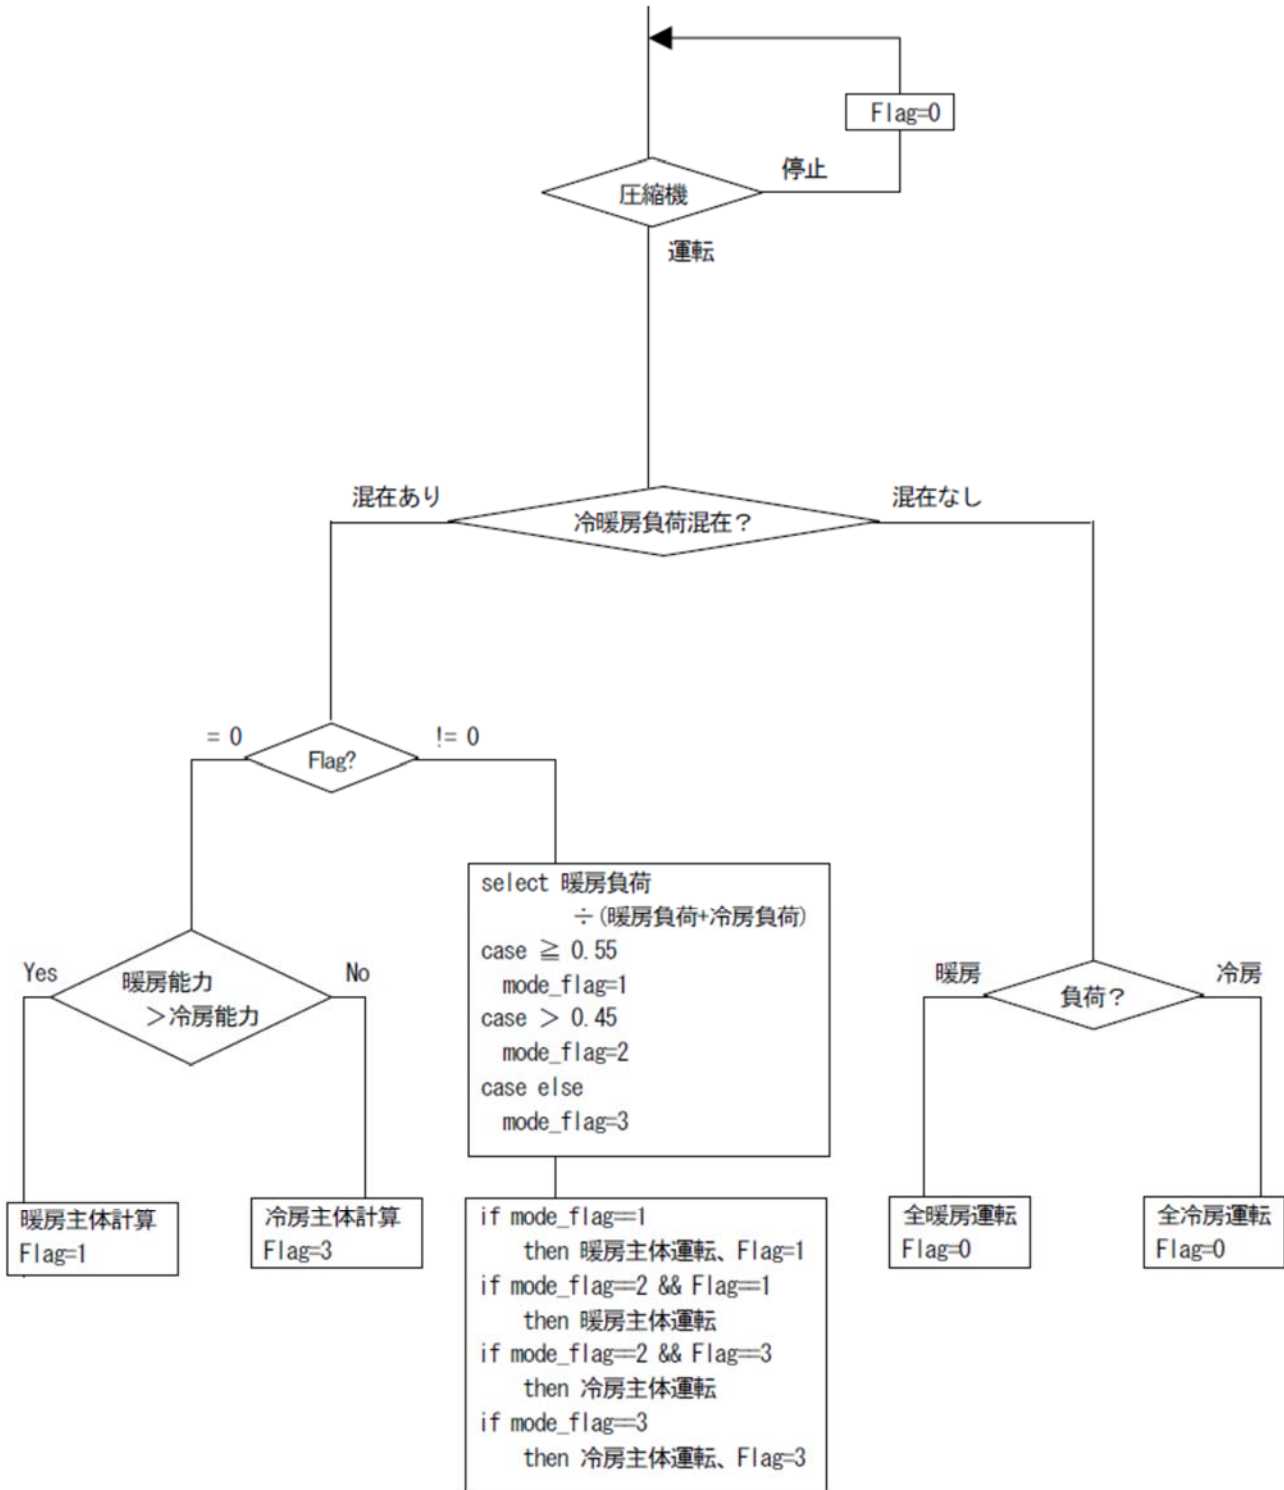 Flag=0
停止
圧縮機
運転
混在あり
混在なし
冷暖房負荷混在？
= 0
!= 0
Flag?
select 暖房負荷
÷(暖房負荷+冷房負荷)
case ≧ 0.55
mode_flag=1
case > 0.45
mode_flag=2
case else
mode_flag=3
Yes
No
暖房能力
＞冷房能力
暖房
冷房
負荷？
暖房主体計算
Flag=1
冷房主体計算
Flag=3
if mode_flag==1
then 暖房主体運転、Flag=1
if mode_flag==2 && Flag==1
then 暖房主体運転
if mode_flag==2 && Flag==3
then 冷房主体運転
if mode_flag==3
then 冷房主体運転、Flag=3
全暖房運転
Flag=0
全冷房運転
Flag=0